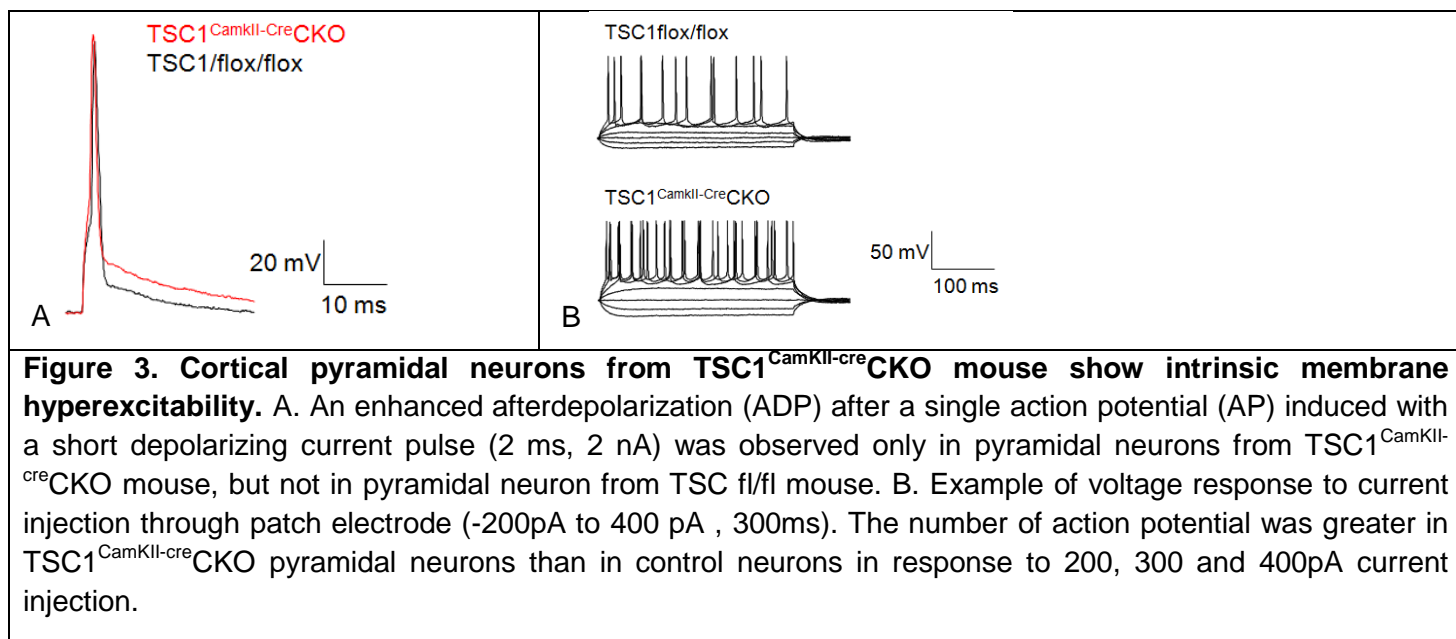 TSC1CamkII-CreCKO
TSC1/flox/flox
20 mV
10 ms
A
TSC1flox/flox
TSC1CamkII-CreCKO
50 mV
100 ms
B
Figure 3. Cortical pyramidal neurons from TSC1CamKII-creCKO mouse show intrinsic membrane
hyperexcitability. A. An enhanced afterdepolarization (ADP) after a single action potential (AP) induced with
a short depolarizing current pulse (2 ms, 2 nA) was observed only in pyramidal neurons from TSC1CamKII-
creCKO mouse, but not in pyramidal neuron from TSC fl/fl mouse. B. Example of voltage response to current
injection through patch electrode (-200pA to 400 pA , 300ms). The number of action potential was greater in
TSC1CamKII-creCKO pyramidal neurons than in control neurons in response to 200, 300 and 400pA current
injection.